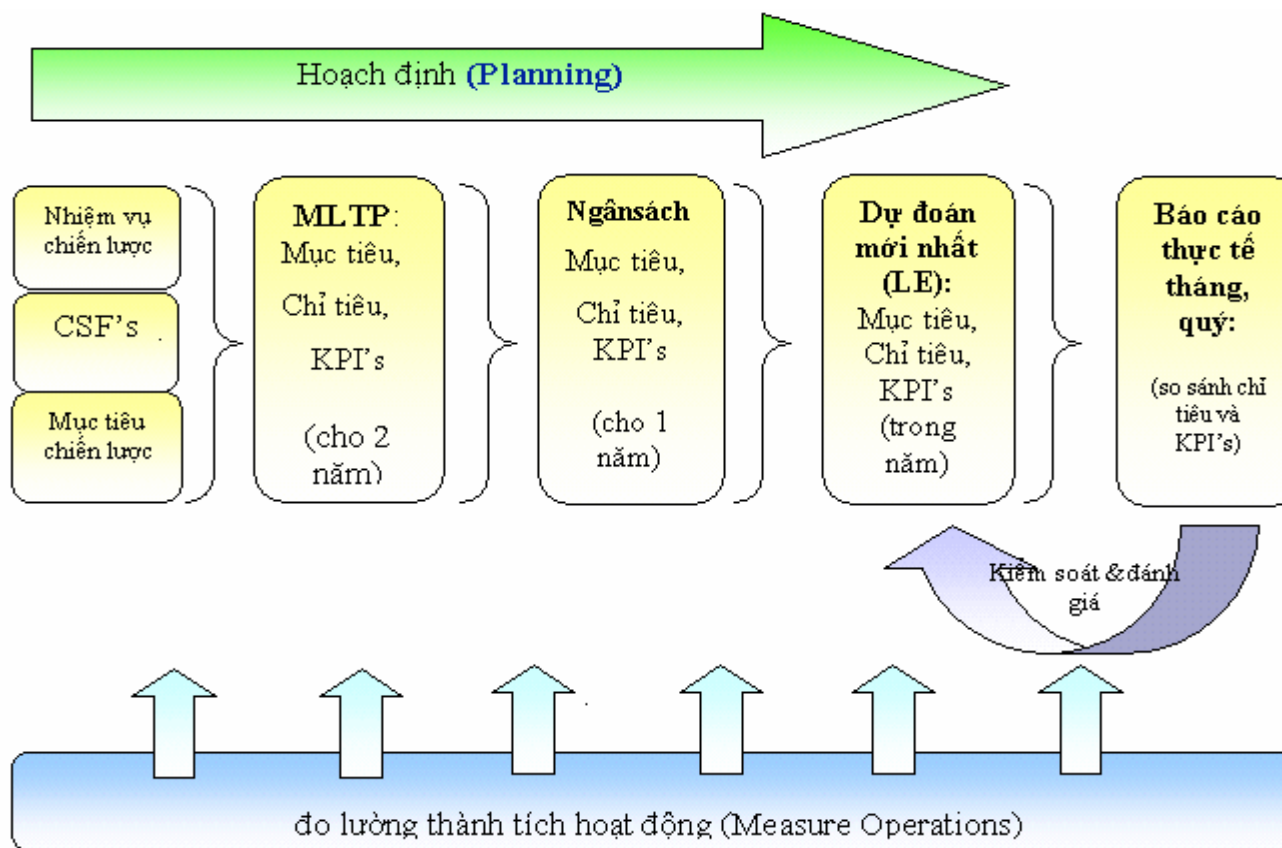 Hoạch định (Planning)
Nhiệm vụ
chiến lược
CSF's
Mục tiêu
chiến lược
MLTP:
Mục tiêu,
Chỉ tiêu,
KPI's
(cho 2
năm)
Ngânsách
Mục tiêu,
Chỉ tiêu,
KPI's
(cho 1
năm)
Dự đoán
mới nhất
(LE):
Mục tiêu,
Chỉ tiêu,
KPI's
(trong
năm)
Báo cáo
thực tế
tháng,
quý:
(so sánh chỉ
tiêu và
KPI's)
Kiểm soát &đánh
giá
đo lường thành tích hoạt động (Measure Operations)